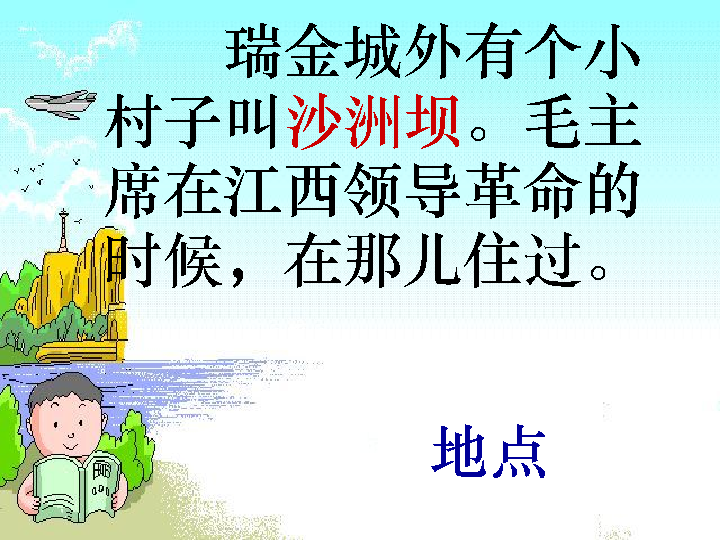 瑞金城外有个小
村子叫沙洲坝。毛主
席在江西领导革命的
时候，在那儿住过。
地点